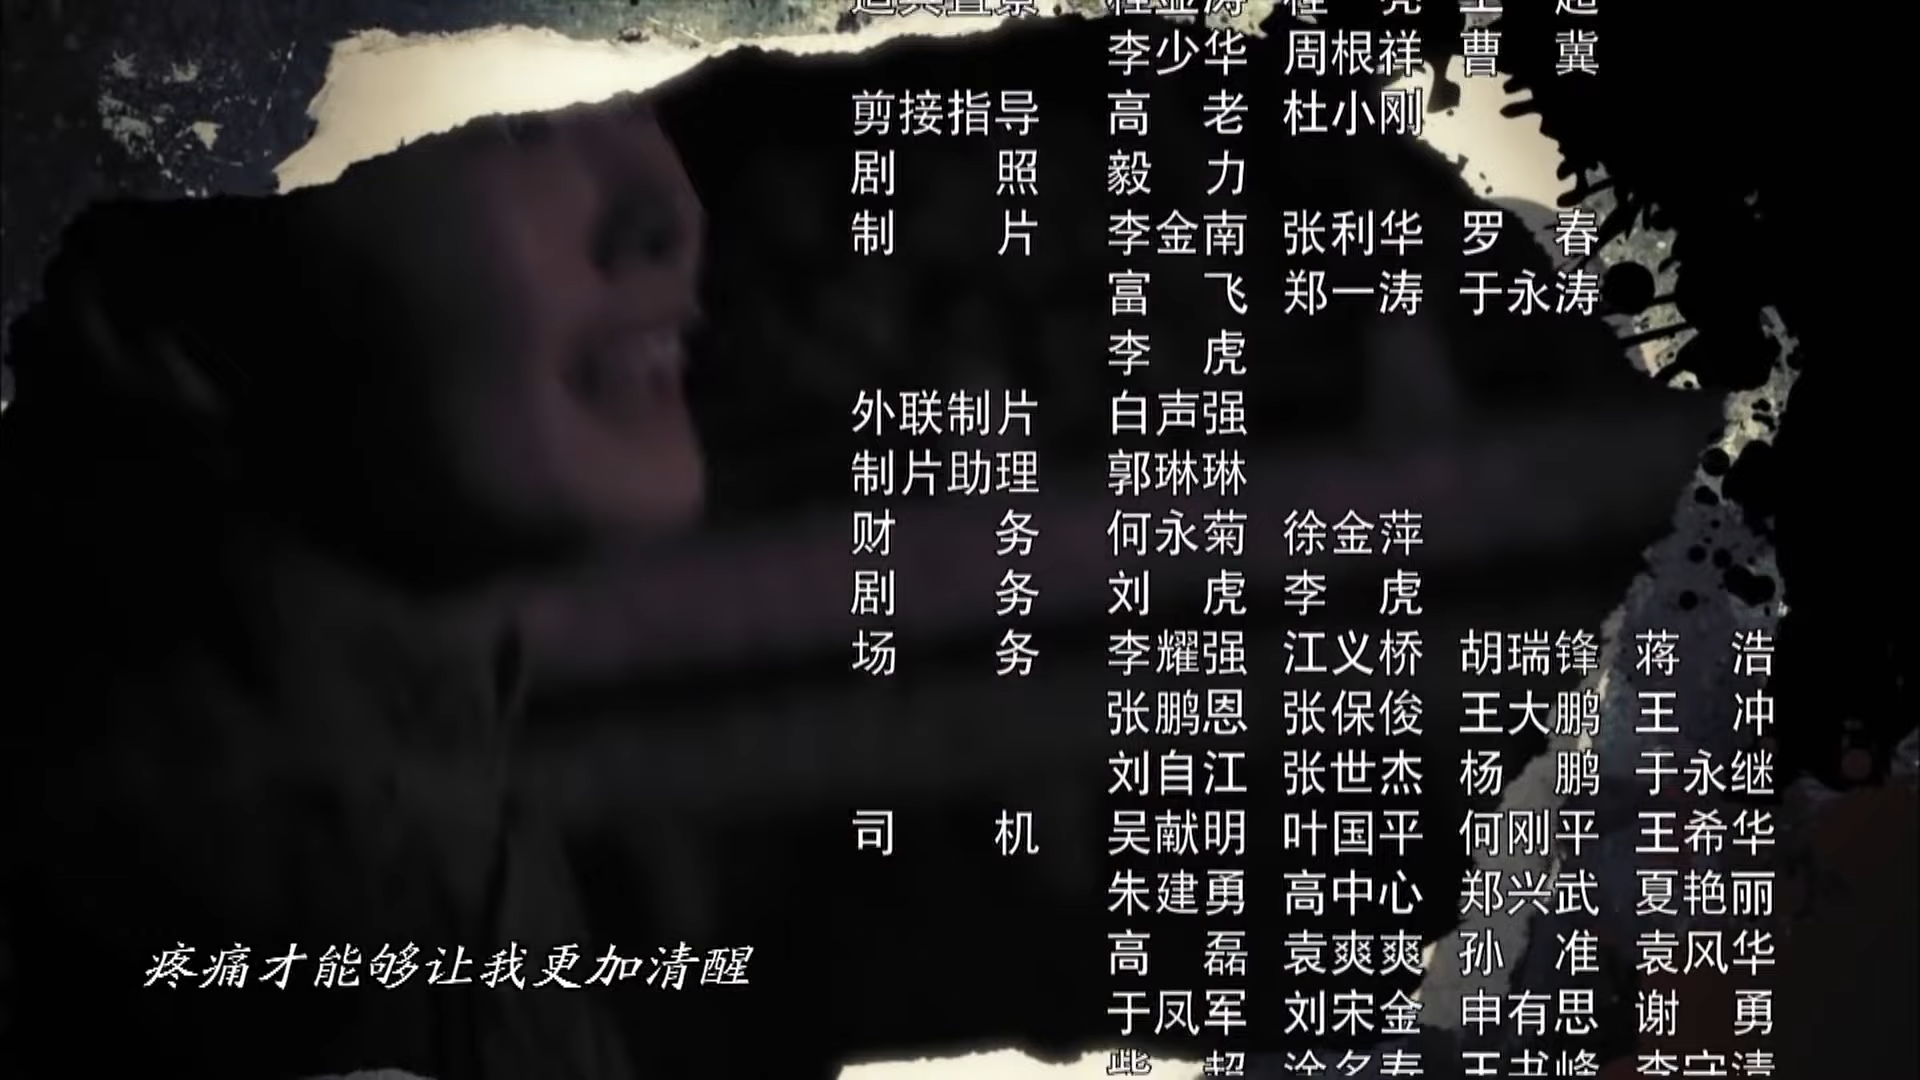 李少华 周根祥 曹冀
剪接指导 高老 杜小刚
剧照 毅力
制片 李金南 张利华 罗春
富飞 郑一涛 于永涛
李虎
外联制片 白声强
制片助理 郭琳琳
财务 何永菊 徐金萍
剧务 刘虎 李虎
场务 李耀强 江义桥 胡瑞锋 蒋浩
张鹏恩 张保俊 王大鹏 王冲
刘自江 张世杰 杨鹏 于永继
司机 吴献明 叶国平 何刚平 王希华
朱建勇 高中心 郑兴武 夏艳丽
高磊 袁爽爽 孙准 袁风华
于凤军 刘宋金 申有思 谢勇
疼痛才能够让我更加清醒